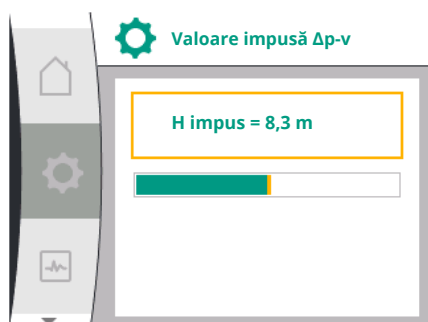 Valoare impusă Δp-v
H impus = 8,3 m